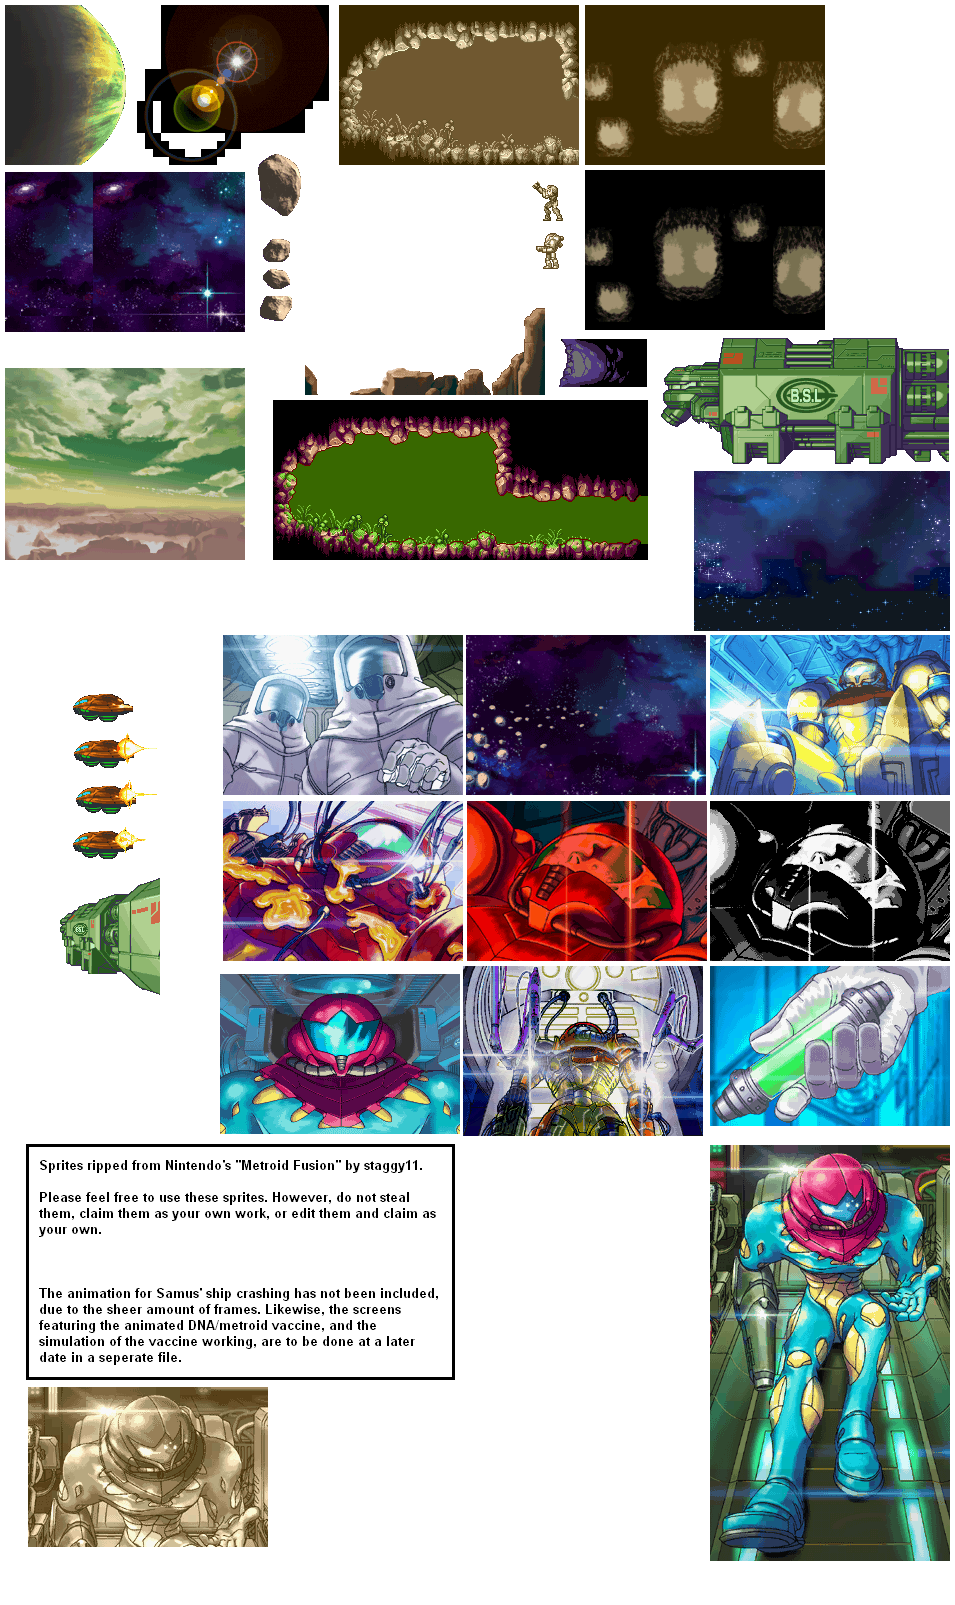 B.S.L
Sprites ripped from Nintendo's "Metroid Fusion" by staggy11.
Please feel free to use these sprites. However, do not steal
them, claim them as your own work, or edit them and claim as
your own.
B.S.L
The animation for Samus' ship crashing has not been included,
due to the sheer amount of frames. Likewise, the screens
featuring the animated DNA/metroid vaccine, and the
simulation of the vaccine working, are to be done at a later
date in a seperate file.